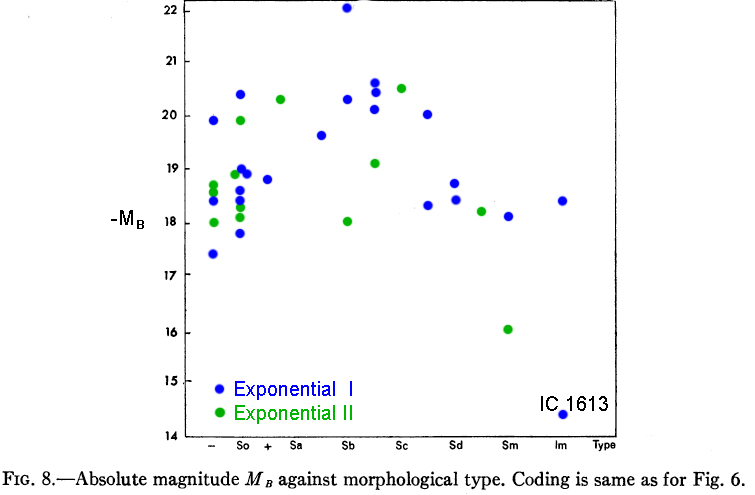 22
21
20
19
18
17
16
15
14
-MB
Exponential I
Exponential II
IC 1613
− So + Sa Sb Sc Sd Sm Im Type
FIG. 8.—Absolute magnitude MB against morphological type. Coding is same as for Fig. 6.